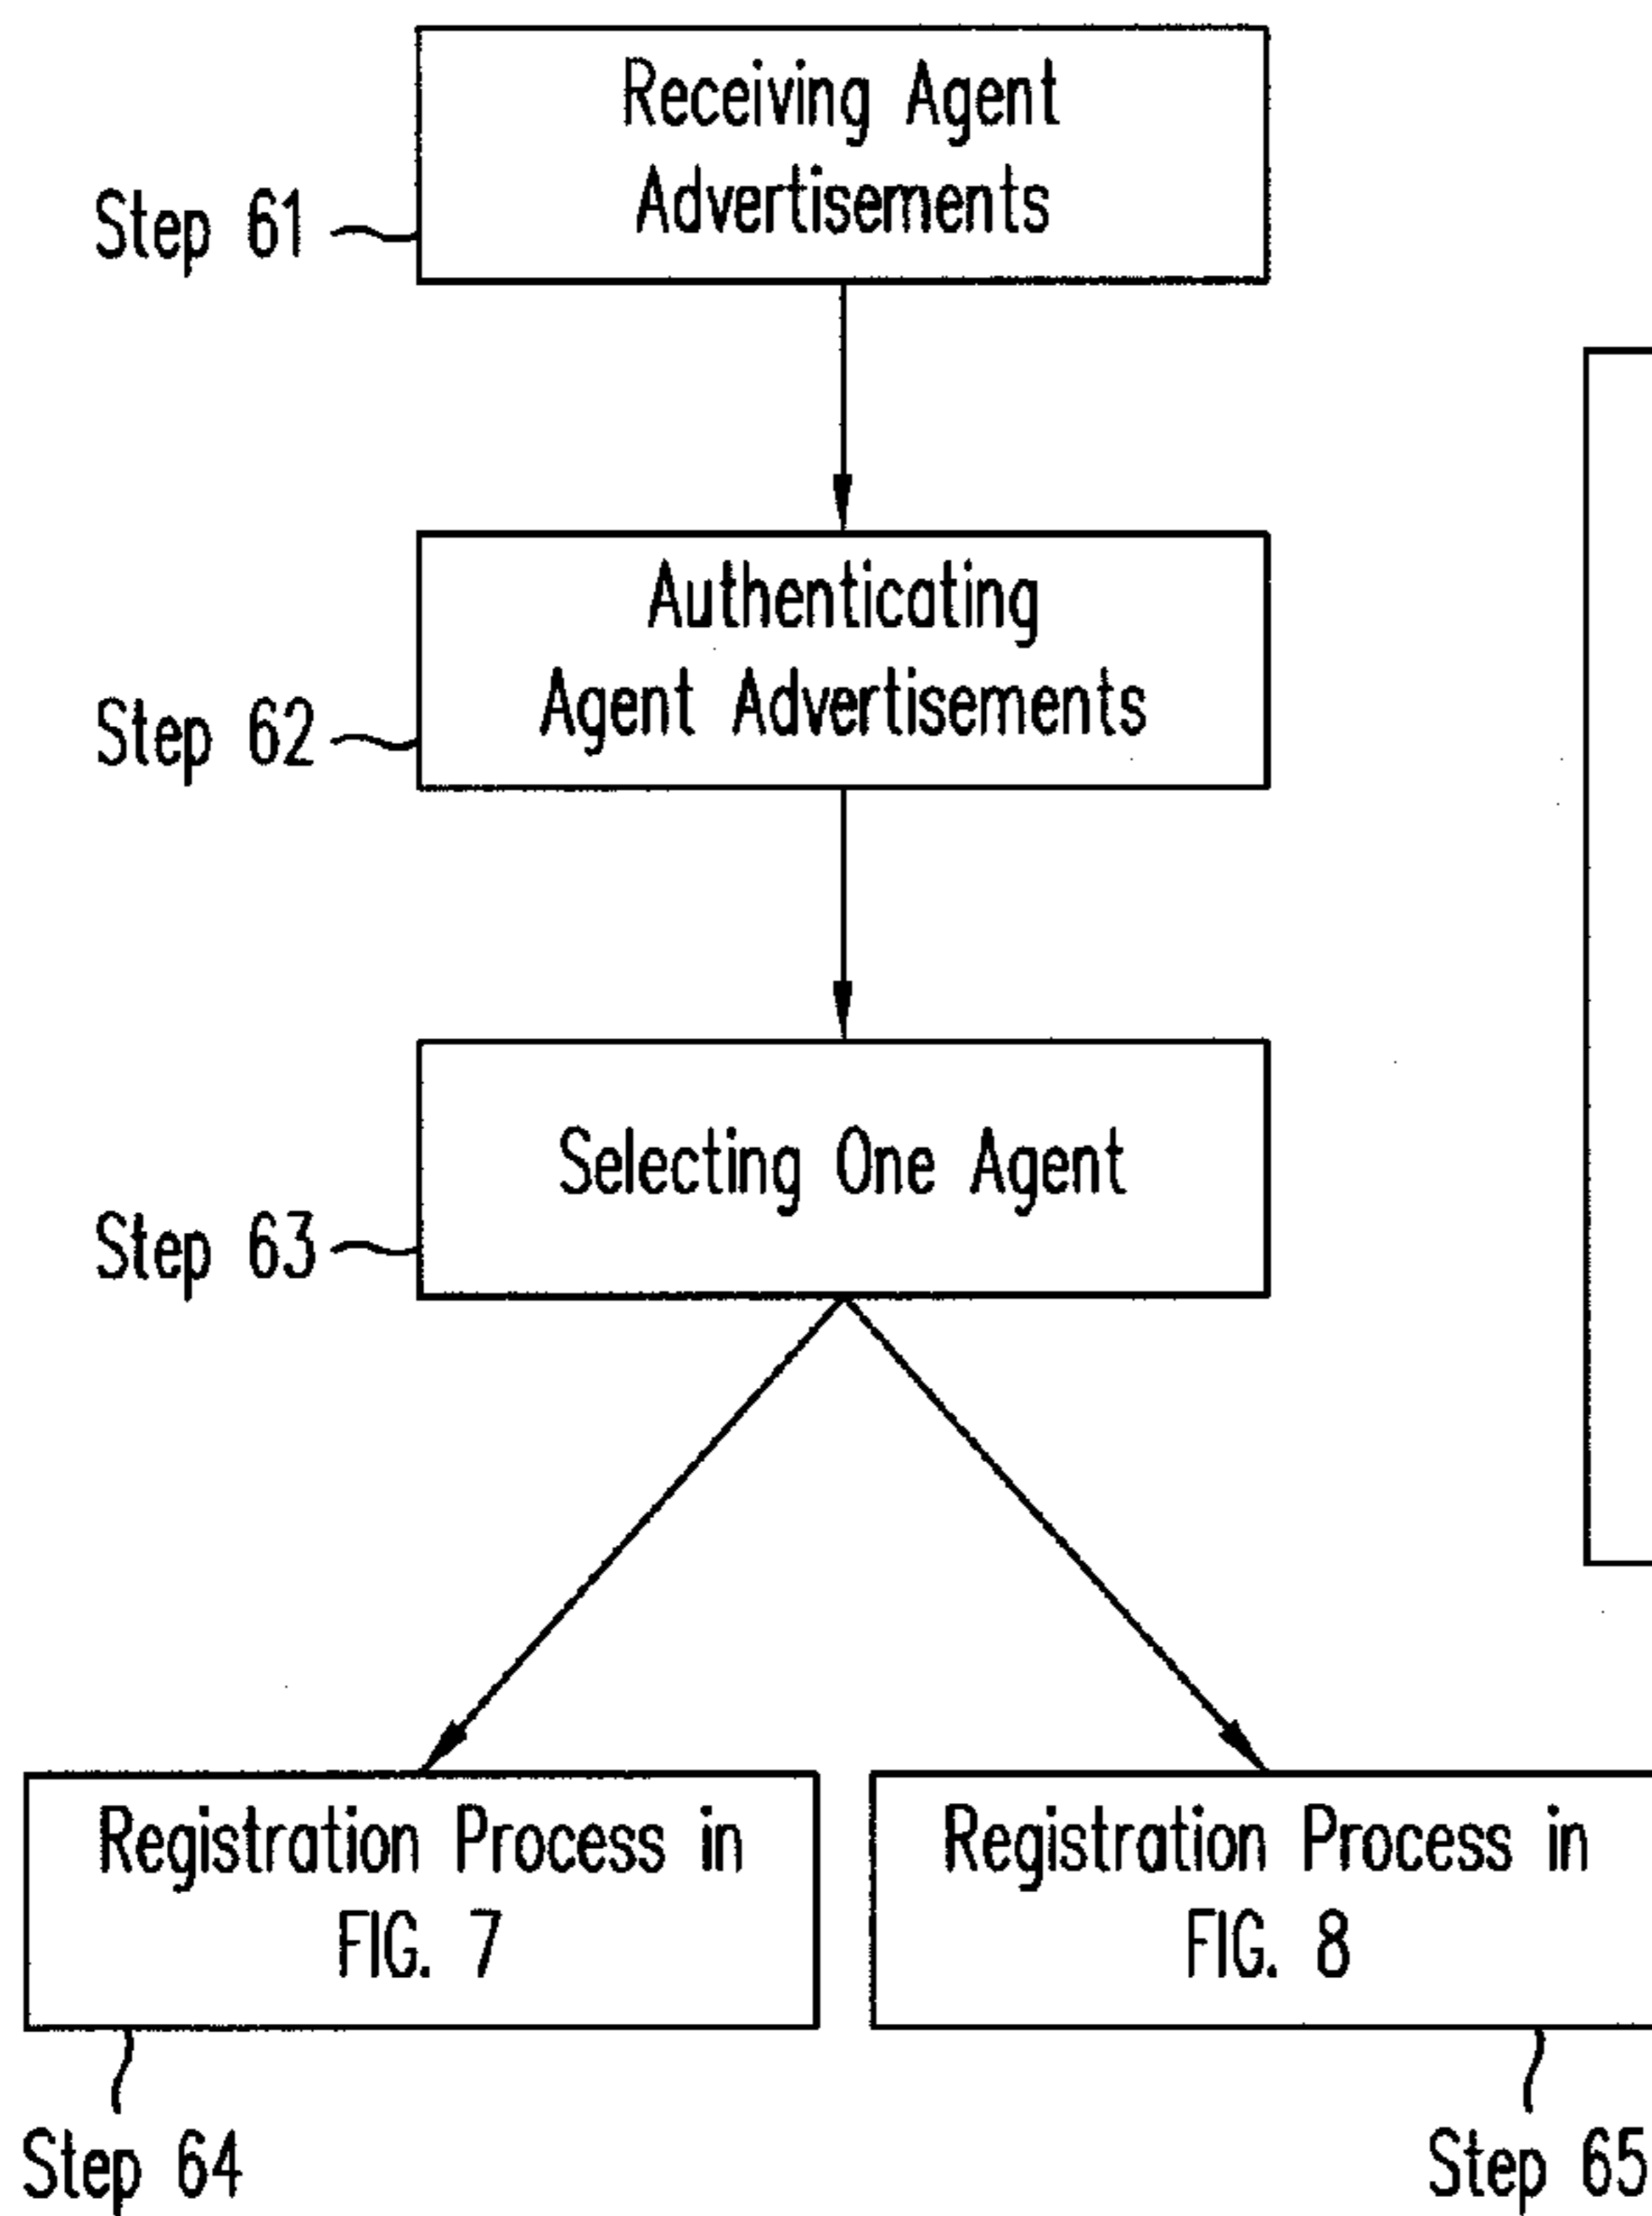 Receiving Agent
Advertisements
Step 61
Authenticating
Agent Advertisements
Step 62
Selecting One Agent
Step 63
Registration Process in
FIG. 7
Registration Process in
FIG. 8
Step 64
Step 65